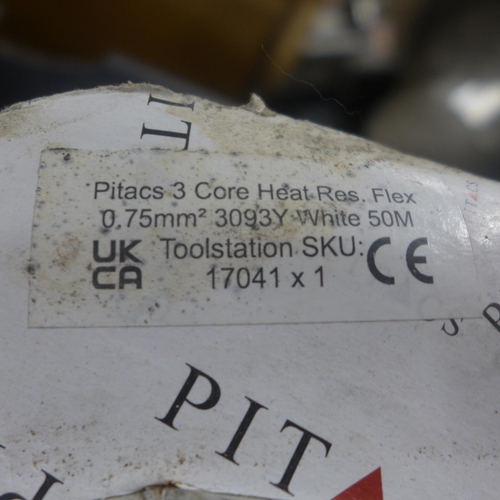 IT
Pitacs 3 Core Heat Res. Flex
0.75mm² 3093Y White 50M
UK
CA
Toolstation SKU:
17041 x 1
CE
PIT